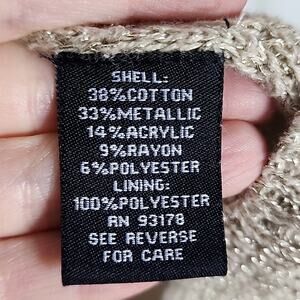 SHELL:
38%COTTON
33%METALLIC
14%ACRYLIC
9%RAYON
6%POLYESTER
LINING:
100%POLYESTER
RN 93178
SEE REVERSE
FOR CARE